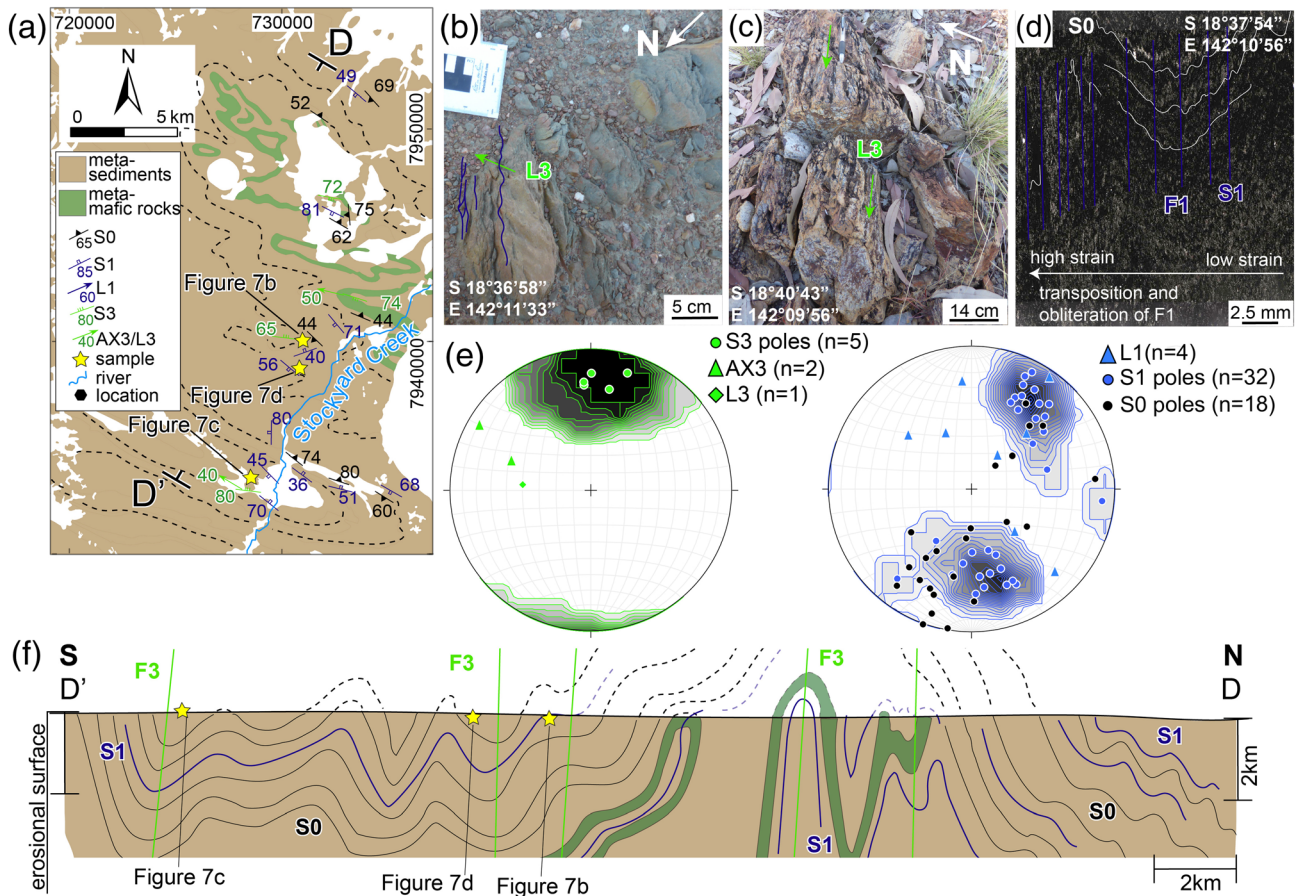 (a)
720000
730000
D
N
0
5 km
49
69
52
7950000
meta-
sediments
meta-
mafic rocks
65
S0
85
S1
60
L1
80
S3
40
AX3/L3
sample
river
location
72
81
75
62
Figure 7b
50
74
44
71
65
44
40
56
7940000
Figure 7d
Stockyard Creek
80
Figure 7c
45
74
D'
40
80
36
80
51
68
70
60
(b)
N
L3
S 18°36'58"
E 142°11'33"
5 cm
(c)
N
L3
S 18°40'43"
E 142°09'56"
14 cm
(d)
S0
S 18°37'54"
E 142°10'56"
F1
S1
high strain
low strain
transposition and
obliteration of F1
2.5 mm
(e)
S3 poles (n=5)
AX3 (n=2)
L3 (n=1)
L1(n=4)
S1 poles (n=32)
S0 poles (n=18)
(f)
S
D'
F3
F3
F3
N
D
erosional surface
S1
S0
S1
S1
S0
2km
2km
Figure 7c
Figure 7d
Figure 7b